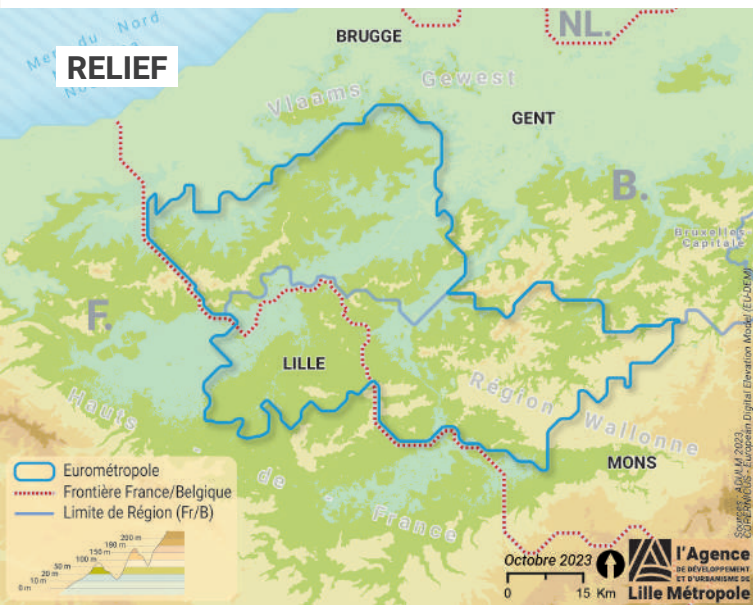 Mer du Nord
RELIEF
BRUGGE
NL.
Vlaams Gewest
GENT
B.
Bruxelles
Capitale
F.
LILLE
Hauts - de - France
Région Wallonne
MONS
Eurométropole
Frontière France/Belgique
Limite de Région (Fr/B)
200 m
190 m
150 m
100 m
30 m
20 m
10 m
0 m
Octobre 2023
0 15 Km
l'Agence
DE DÉVELOPPEMENT
ET D'URBANISME DE
Lille Métropole
Sources : ADULM 2023,
COPERNICUS - European Digital Elevation Model (EU-DEM)